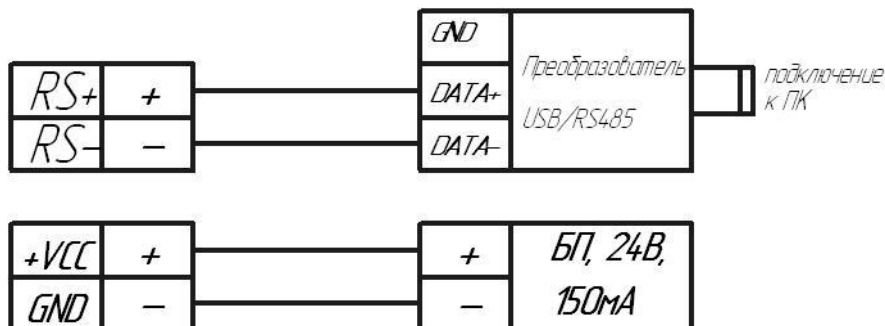 GND
RS+ + DATA+
RS- - DATA-
Преобразователь
USB/RS485
подключение
к ПК
+VCC + + БП, 24В,
GND - - 150мА